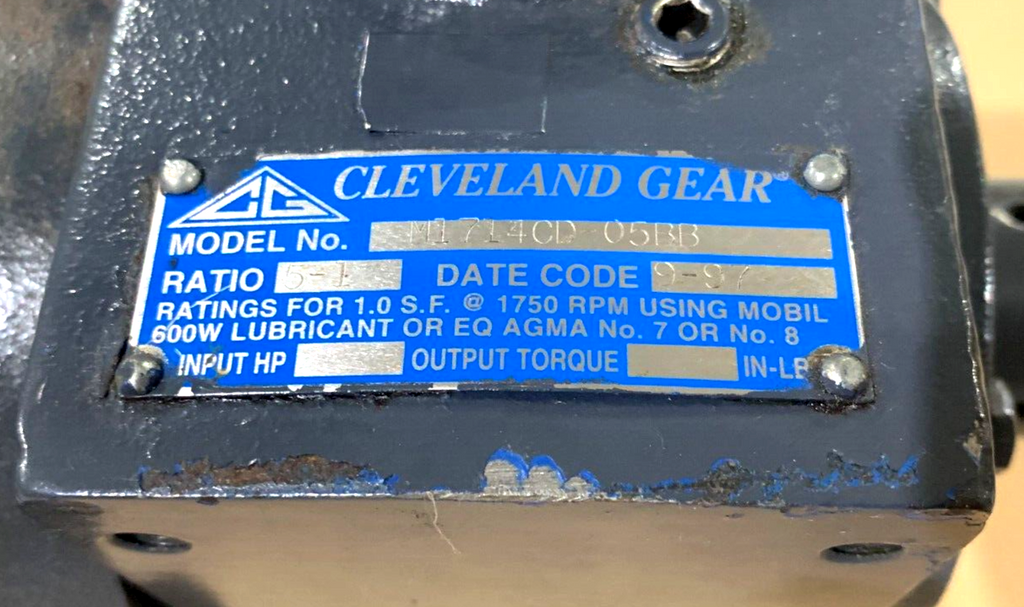 CG CLEVELAND GEAR®
MODEL No. M1714CD 05BB
RATIO 5-1 DATE CODE 9-97
RATINGS FOR 1.0 S.F. @ 1750 RPM USING MOBIL
600W LUBRICANT OR EQ AGMA No. 7 OR No. 8
INPUT HP OUTPUT TORQUE IN-LB